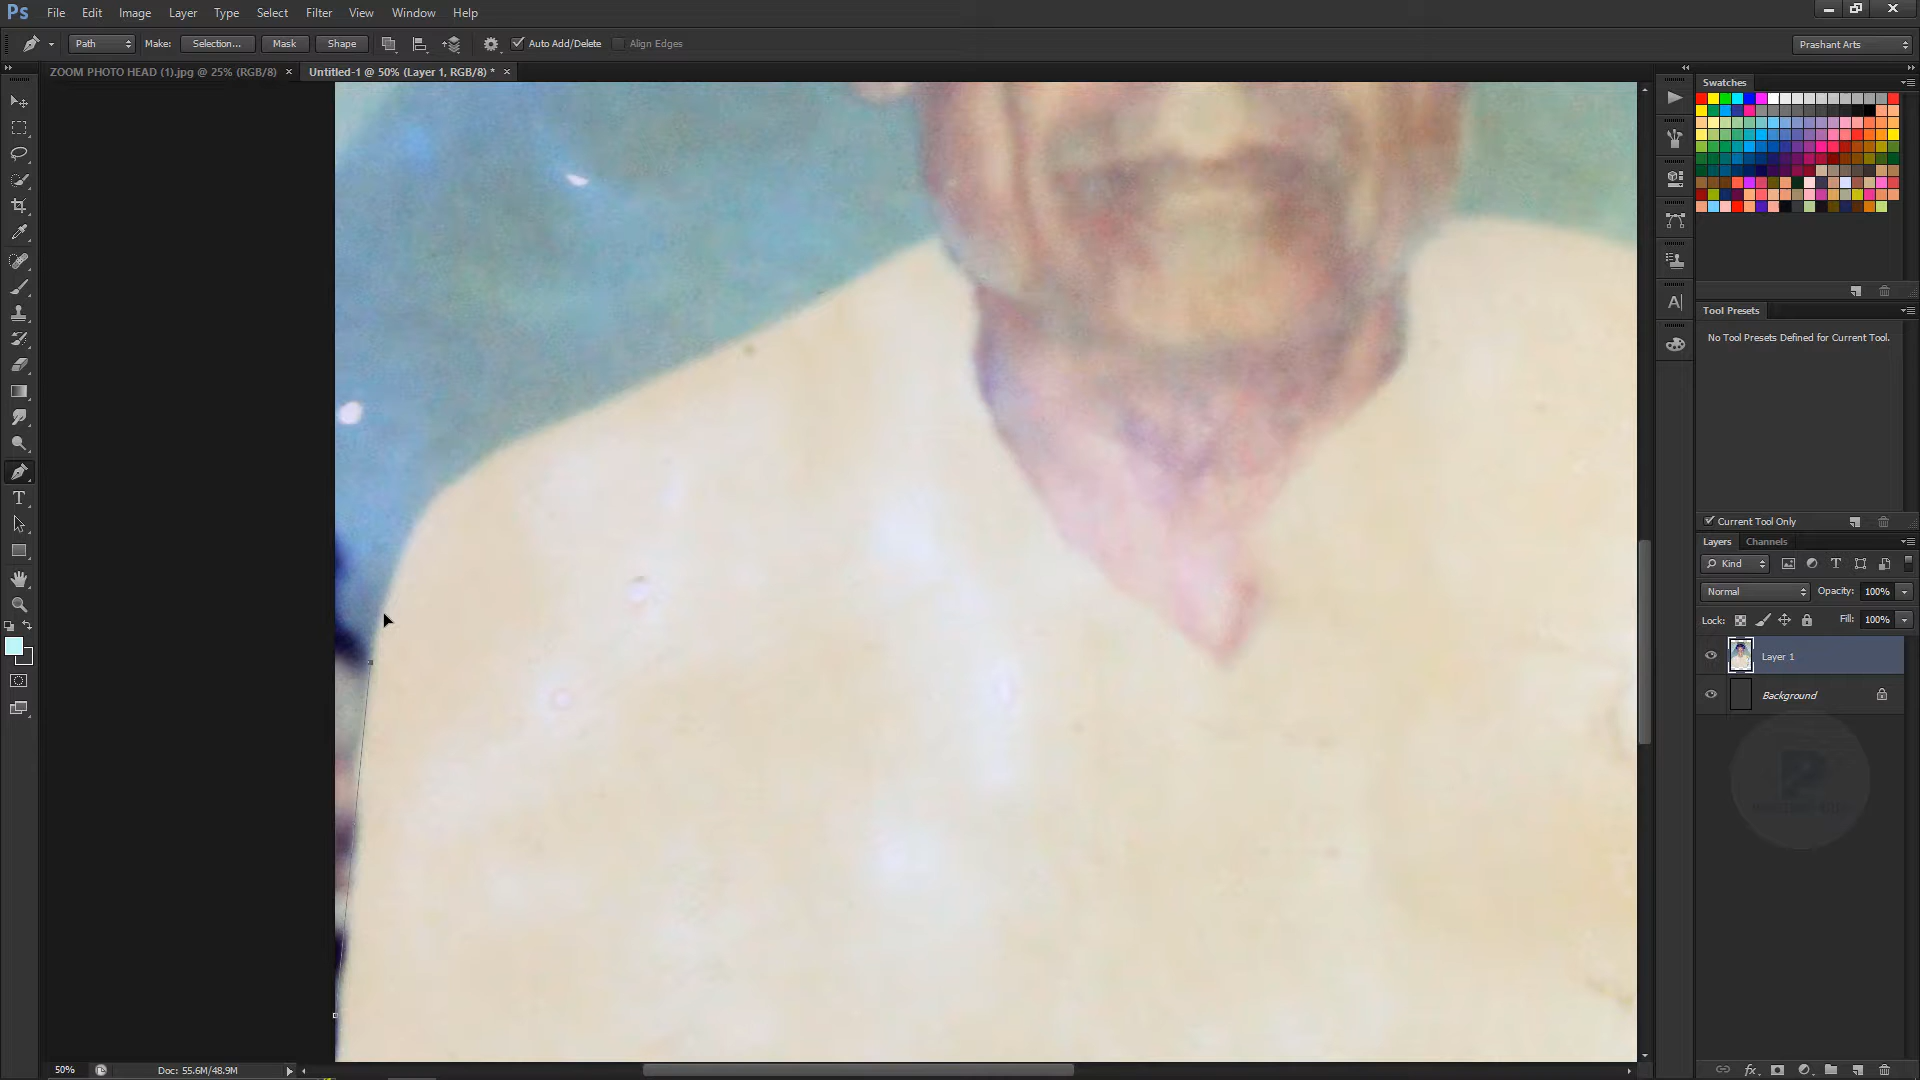 Ps File Edit Image Layer Type Select Filter View Window Help
Path Make: Selection... Mask Shape Auto Add/Delete Align Edges Prashant Arts
ZOOM PHOTO HEAD (1).jpg @ 25% (RGB/8) × Untitled-1 @ 50% (Layer 1, RGB/8) * ×
Swatches
Tool Presets
No Tool Presets Defined for Current Tool.
Current Tool Only
Layers Channels
Kind
Normal Opacity: 100%
Lock: Fill: 100%
Layer 1
Background
50% Doc: 55.6M/48.9M